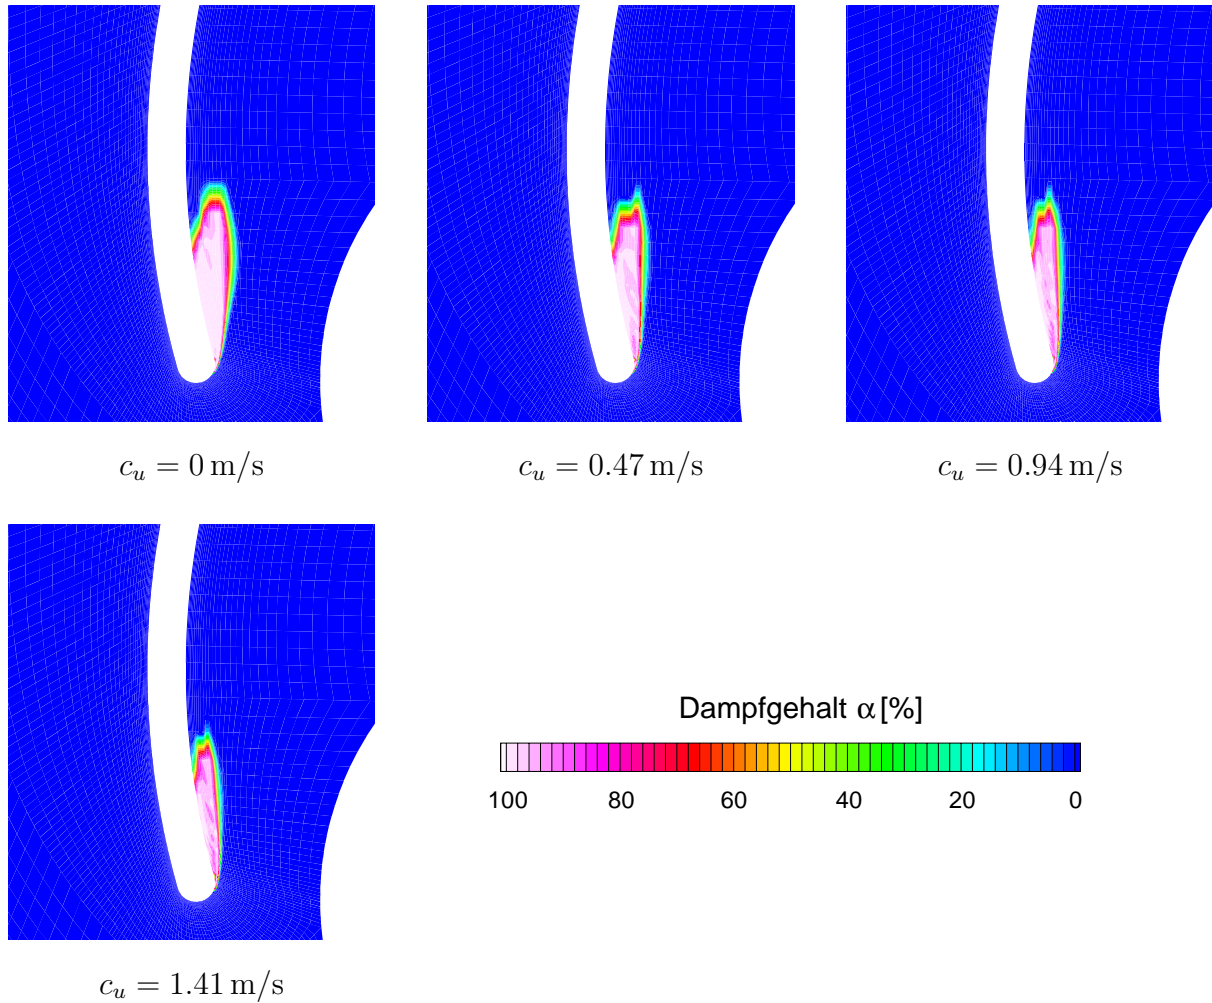 c_u = 0 m/s
c_u = 0.47 m/s
c_u = 0.94 m/s
c_u = 1.41 m/s
Dampfgehalt α [%]
100 80 60 40 20 0